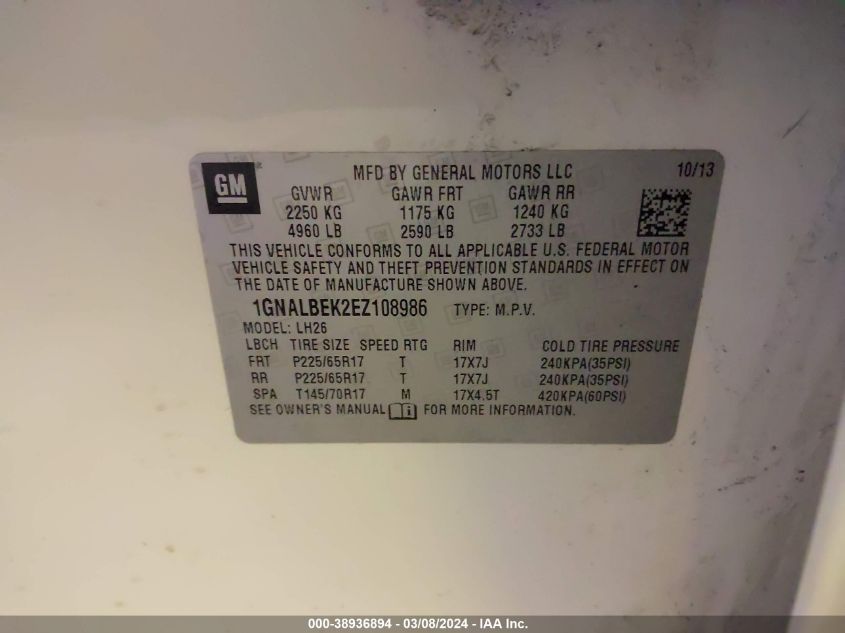 GM
MFD BY GENERAL MOTORS LLC 10/13
GVWR GAWR FRT GAWR RR
2250 KG 1175 KG 1240 KG
4960 LB 2590 LB 2733 LB
THIS VEHICLE CONFORMS TO ALL APPLICABLE U.S. FEDERAL MOTOR
VEHICLE SAFETY AND THEFT PREVENTION STANDARDS IN EFFECT ON
THE DATE OF MANUFACTURE SHOWN ABOVE.
1GNALBEK2EZ108986 TYPE: M.P.V.
MODEL: LH26
LBCH TIRE SIZE SPEED RTG RIM COLD TIRE PRESSURE
FRT P225/65R17 T 17X7J 240KPA(35PSI)
RR P225/65R17 T 17X7J 240KPA(35PSI)
SPA T145/70R17 M 17X4.5T 420KPA(60PSI)
SEE OWNER'S MANUAL FOR MORE INFORMATION.
000-38936894 - 03/08/2024 - IAA Inc.